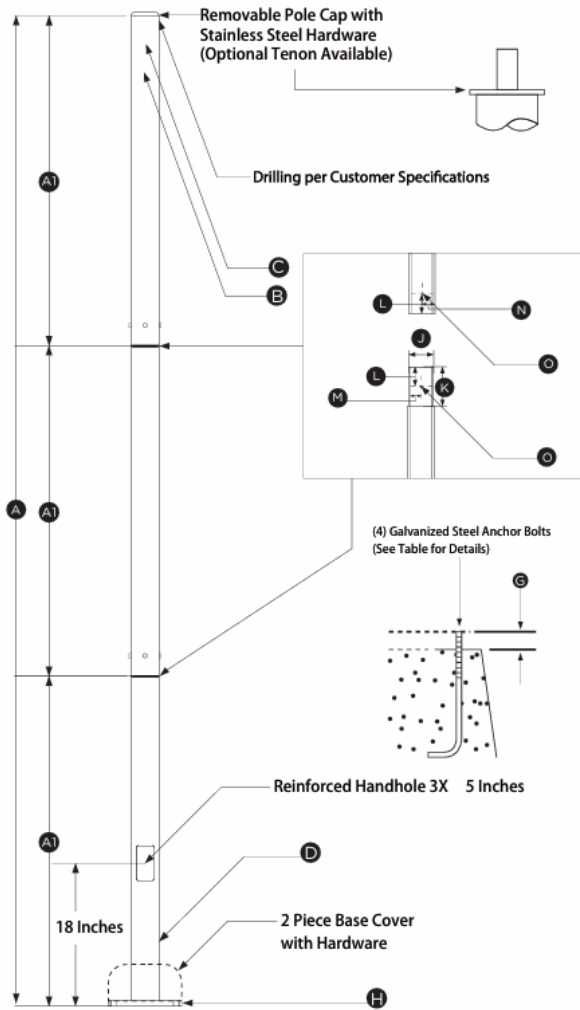 Removable Pole Cap with
Stainless Steel Hardware
(Optional Tenon Available)
A1
Drilling per Customer Specifications
C
B
L
N
J
O
L
K
M
O
A
A1
(4) Galvanized Steel Anchor Bolts
(See Table for Details)
G
Reinforced Handhole 3X 5 Inches
A1
D
18 Inches
2 Piece Base Cover
with Hardware
H